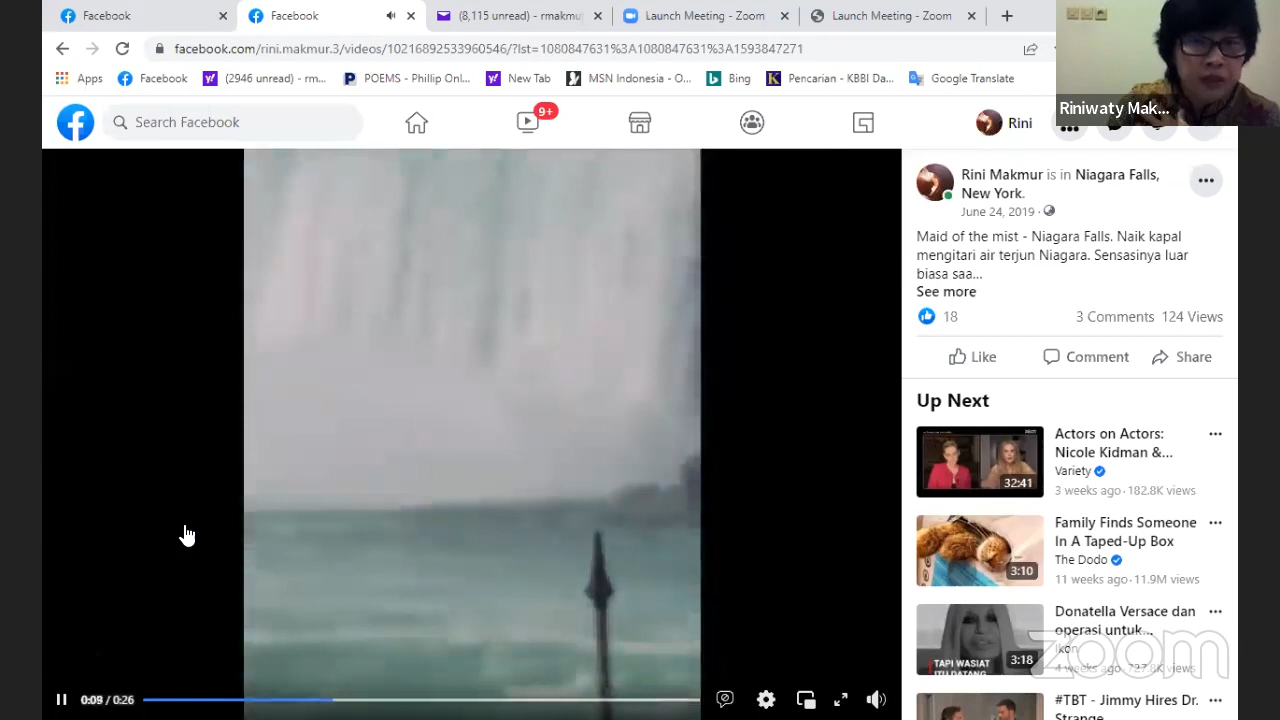 Facebook
Facebook
(8,115 unread) - rmakmu
Launch Meeting - Zoom
Launch Meeting - Zoom
facebook.com/rini.makmur.3/videos/10216892533960546/?lst=1080847631%3A1080847631%3A1593847271
Apps
Facebook
(2946 unread) - rm...
POEMS - Phillip Onl...
New Tab
MSN Indonesia - O...
Bing
Pencarian - KBBI Da...
Google Translate
Riniwaty Mak...
Search Facebook
9+
Rini
Rini Makmur is in Niagara Falls,
New York.
June 24, 2019 ·
Maid of the mist - Niagara Falls. Naik kapal
mengitari air terjun Niagara. Sensasinya luar
biasa saa...
See more
18
3 Comments 124 Views
Like
Comment
Share
Up Next
Actors on Actors:
Nicole Kidman &...
Variety
3 weeks ago · 182.8K views
32:41
Family Finds Someone
In A Taped-Up Box
The Dodo
11 weeks ago · 11.9M views
3:10
Donatella Versace dan
operasi untuk...
Ikon
4 weeks ago · 727.8K views
TAPI WASIAT
ITU DATANG
3:18
#TBT - Jimmy Hires Dr.
Strange
zoom
0:09 / 0:26